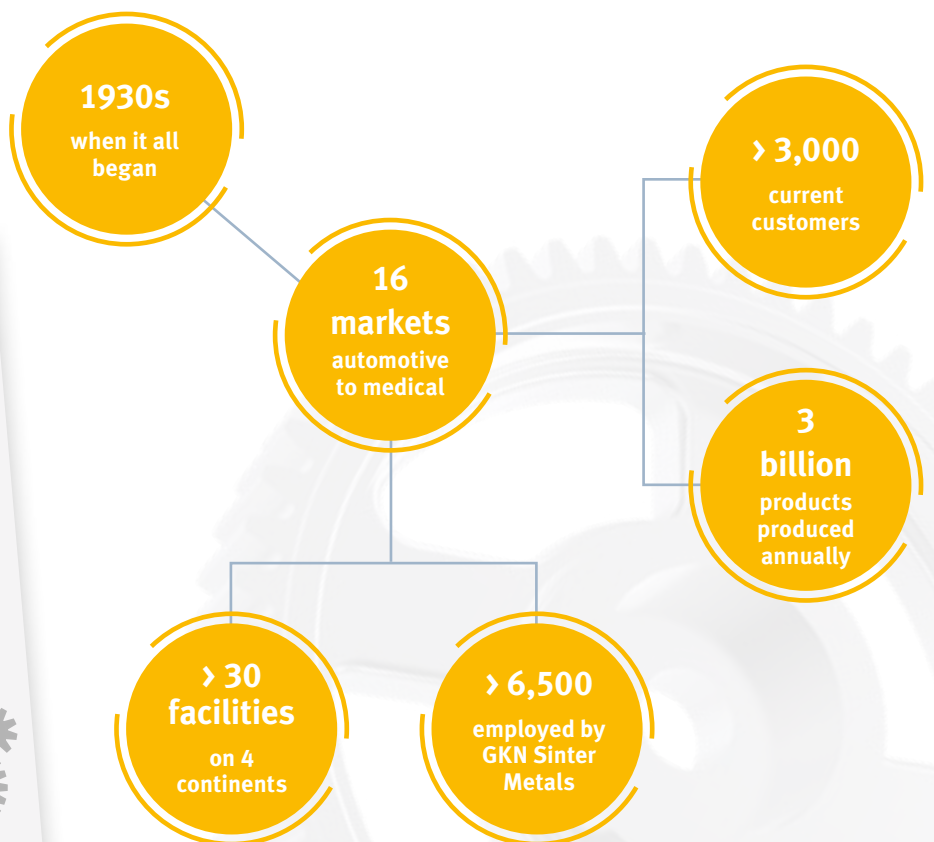 1930s
when it all
began
16
markets
automotive
to medical
› 3,000
current
customers
3
billion
products
produced
annually
› 30
facilities
on 4
continents
› 6,500
employed by
GKN Sinter
Metals